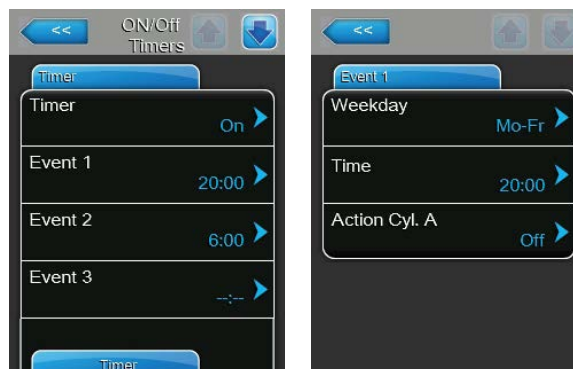 <<
ON/Off
Timers
Timer
Timer
On
Event 1
20:00
Event 2
6:00
Event 3
--:--
Timer
<<
Event 1
Weekday
Mo-Fr
Time
20:00
Action Cyl. A
Off